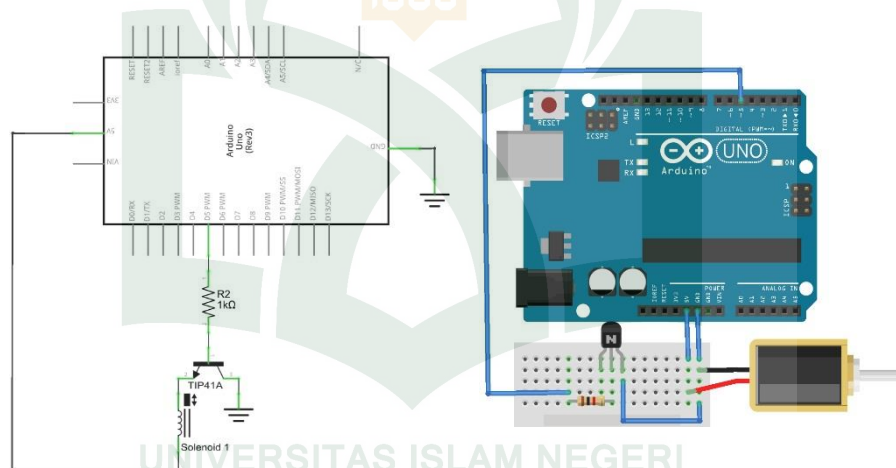 RESET
RESET2
AREF
ioref
A0
A1
A2
A3
A4/SDA
A5/SCL
N/C
Arduino
Uno
(Rev3)
GND
D0/RX
D1/TX
D2
D3 PWM
D4
D5 PWM
D6 PWM
D7
D8
D9 PWM
D10 PWM/SS
D11 PWM/MOSI
D12/MISO
D13/SCK
R2
1kΩ
TIP41A
Solenoid 1
RESET
ICSP2
AREF
GND
13
12
DIGITAL (PWM=~)
L
TX
RX
UNO
Arduino™
ON
ICSP
1
IOREF
RESET
3V3
5V
GND
GND
VIN
POWER
ANALOG IN
A0
A1
A2
A3
A4
A5
N
UNIVERSITAS ISLAM NEGERI